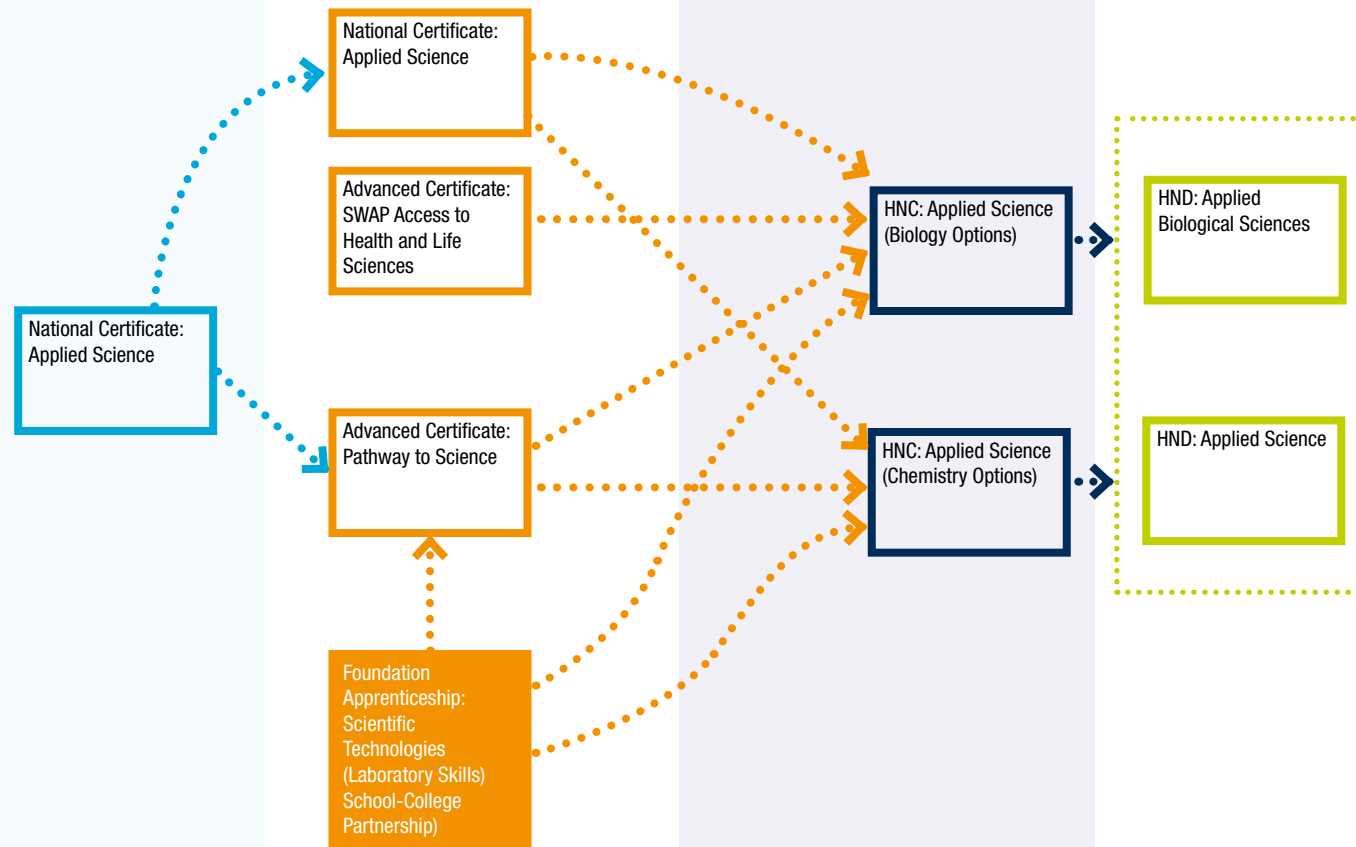 National Certificate:
Applied Science
National Certificate:
Applied Science
Advanced Certificate:
SWAP Access to
Health and Life
Sciences
Advanced Certificate:
Pathway to Science
Foundation
Apprenticeship:
Scientific
Technologies
(Laboratory Skills)
School-College
Partnership)
HNC: Applied Science
(Biology Options)
HNC: Applied Science
(Chemistry Options)
HND: Applied
Biological Sciences
HND: Applied Science